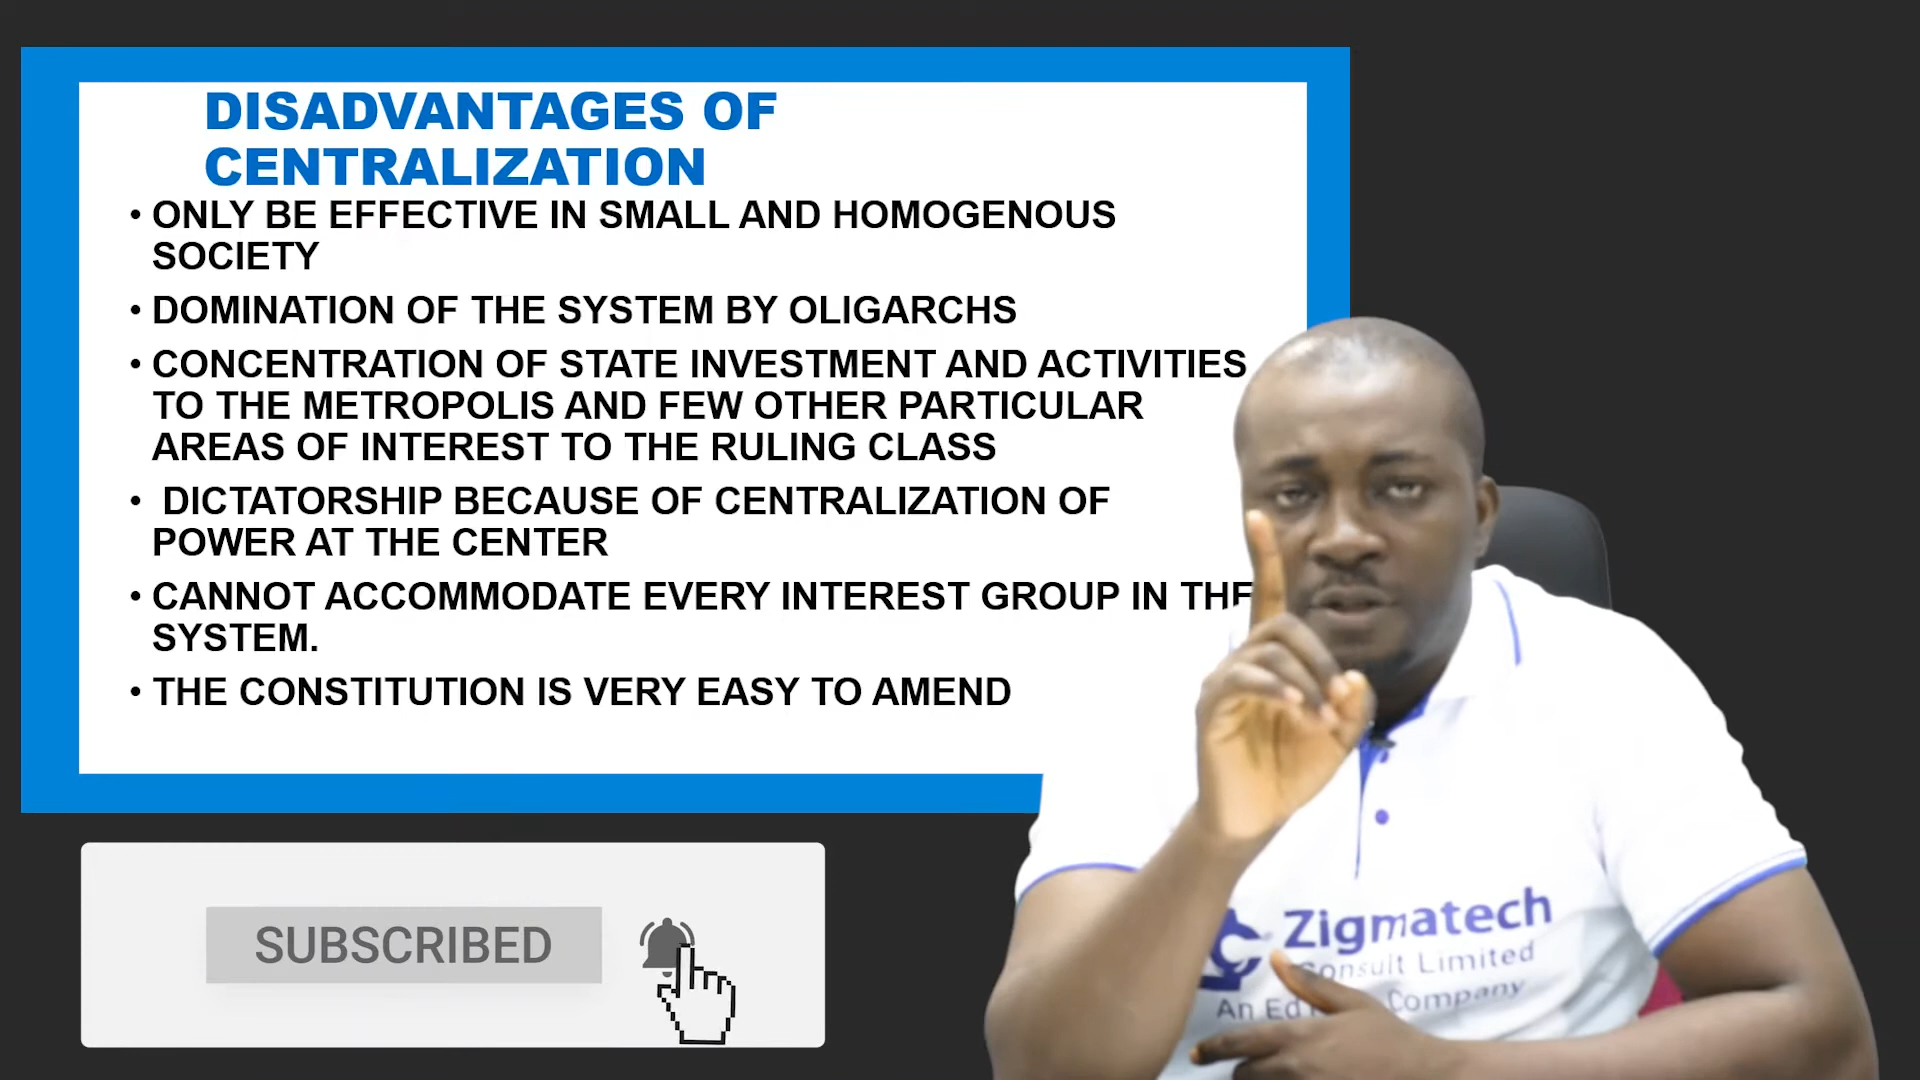 DISADVANTAGES OF
CENTRALIZATION
• ONLY BE EFFECTIVE IN SMALL AND HOMOGENOUS
SOCIETY
• DOMINATION OF THE SYSTEM BY OLIGARCHS
• CONCENTRATION OF STATE INVESTMENT AND ACTIVITIES
TO THE METROPOLIS AND FEW OTHER PARTICULAR
AREAS OF INTEREST TO THE RULING CLASS
• DICTATORSHIP BECAUSE OF CENTRALIZATION OF
POWER AT THE CENTER
• CANNOT ACCOMMODATE EVERY INTEREST GROUP IN THE
SYSTEM.
• THE CONSTITUTION IS VERY EASY TO AMEND
SUBSCRIBED
Zigmatech
Consult Limited
An Company